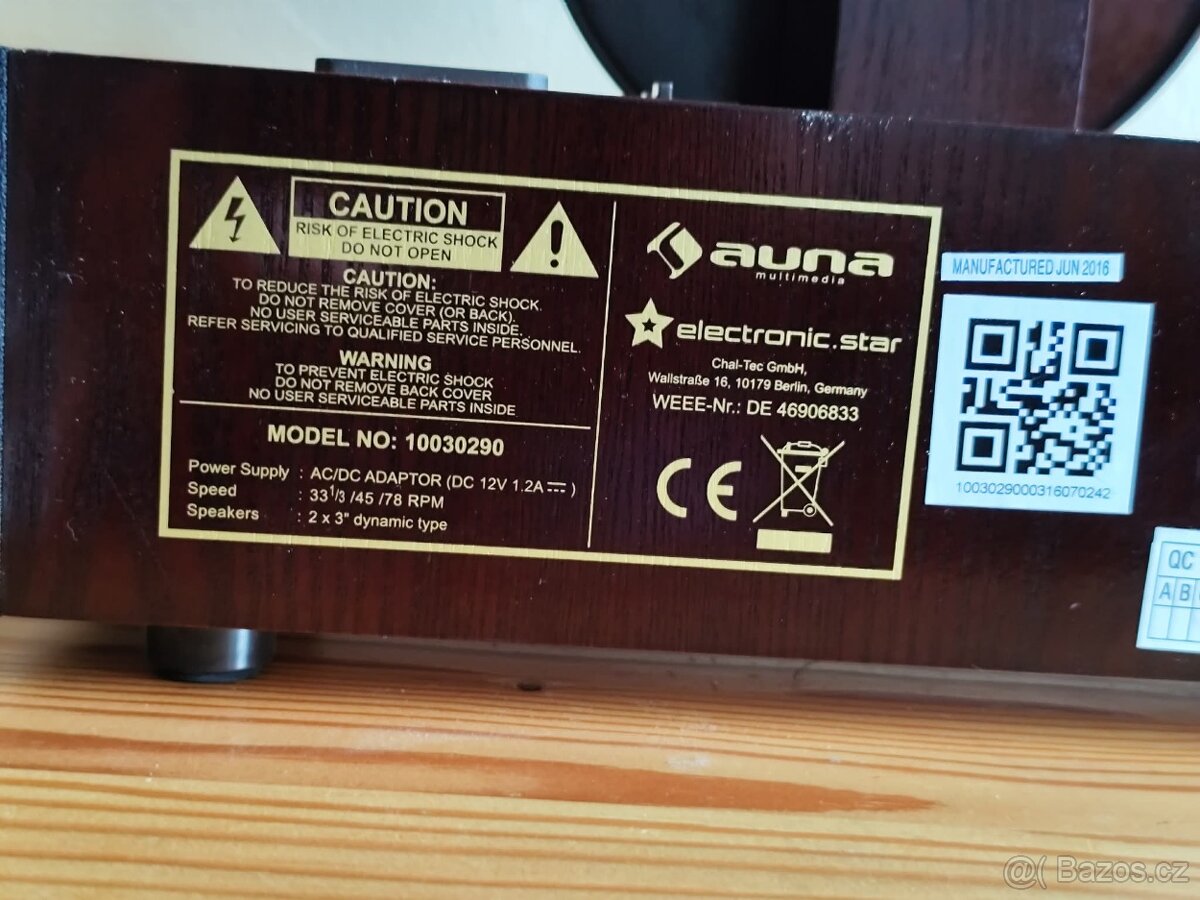 CAUTION
RISK OF ELECTRIC SHOCK
DO NOT OPEN
CAUTION:
TO REDUCE THE RISK OF ELECTRIC SHOCK.
DO NOT REMOVE COVER (OR BACK).
NO USER SERVICEABLE PARTS INSIDE.
REFER SERVICING TO QUALIFIED SERVICE PERSONNEL.
WARNING
TO PREVENT ELECTRIC SHOCK
DO NOT REMOVE BACK COVER
NO USER SERVICEABLE PARTS INSIDE
MODEL NO: 10030290
Power Supply : AC/DC ADAPTOR (DC 12V 1.2A ⎓ )
Speed : 33 1/3 /45 /78 RPM
Speakers : 2 x 3" dynamic type
auna
multimedia
electronic.star
Chal-Tec GmbH,
Wallstraße 16, 10179 Berlin, Germany
WEEE-Nr.: DE 46906833
CE
MANUFACTURED JUN 2016
1003029000316070242
QC
A B
@( Bazos.cz